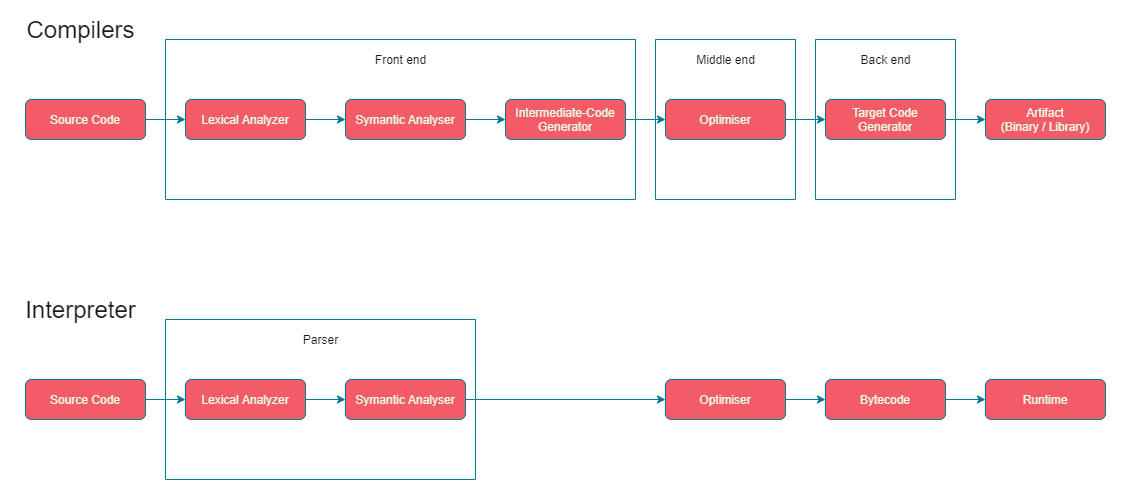 Compilers
Front end
Middle end
Back end
Source Code
Lexical Analyzer
Symantic Analyser
Intermediate-Code
Generator
Optimiser
Target Code
Generator
Artifact
(Binary / Library)
Interpreter
Parser
Source Code
Lexical Analyzer
Symantic Analyser
Optimiser
Bytecode
Runtime